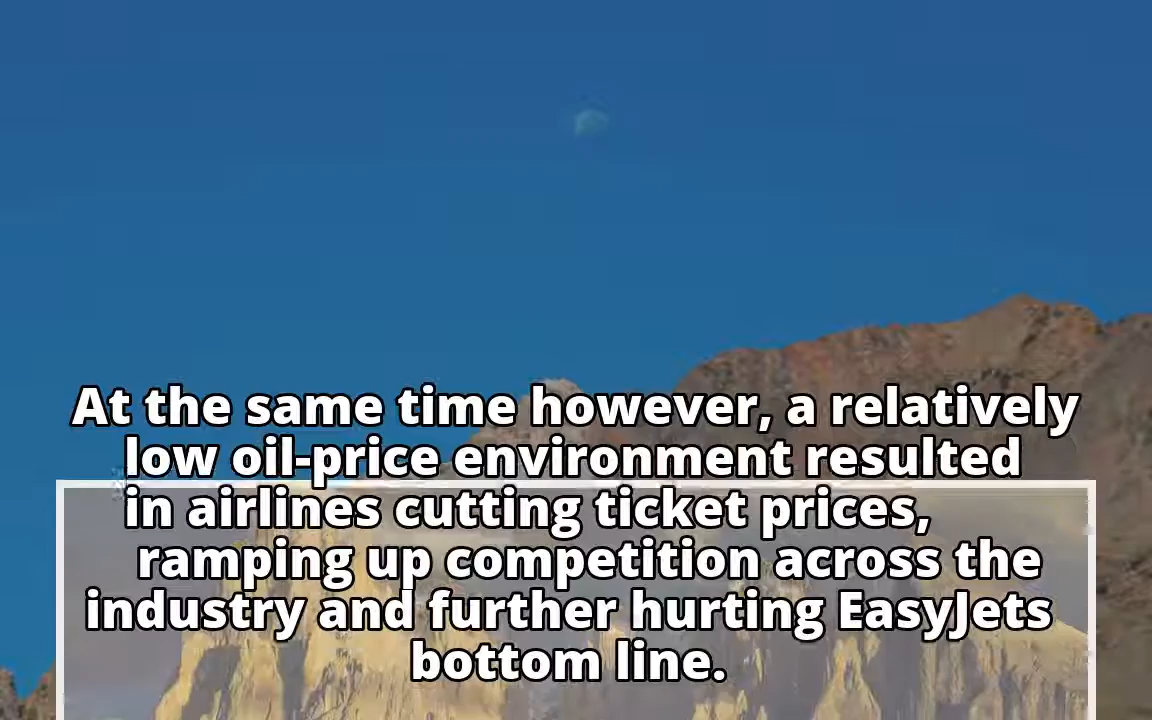 At the same time however, a relatively
low oil-price environment resulted
in airlines cutting ticket prices,
ramping up competition across the
industry and further hurting EasyJets
bottom line.